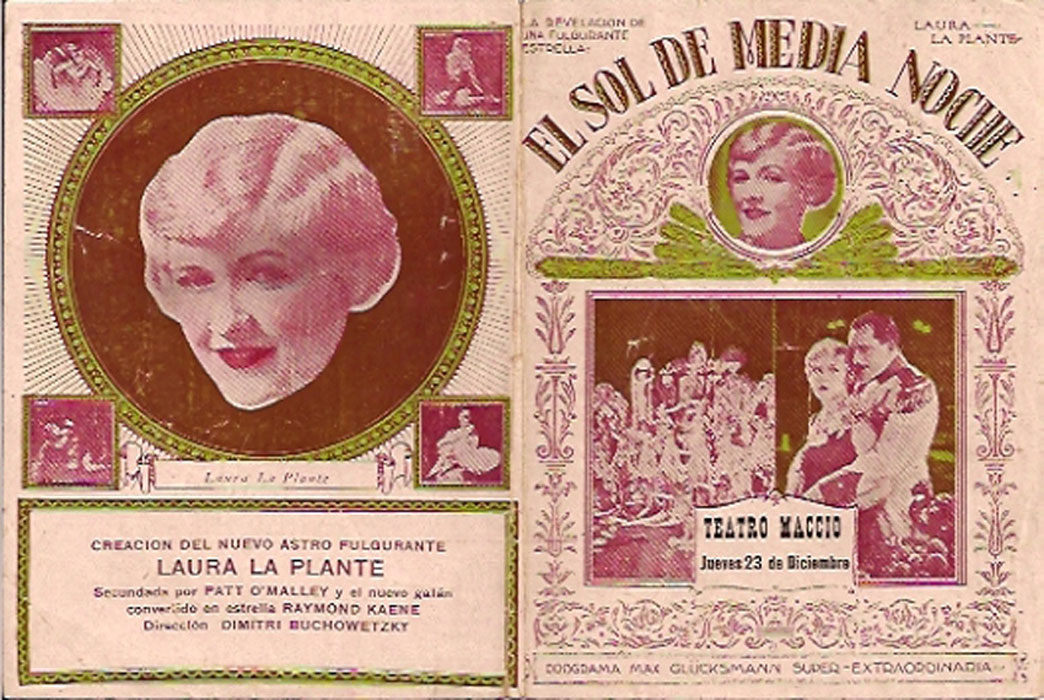 Laura La Plante
CREACION DEL NUEVO ASTRO FULGURANTE
LAURA LA PLANTE
Secundada por PATT O'MALLEY y el nuevo galán
convertido en estrella RAYMOND KAENE
Dirección DIMITRI BUCHOWETZKY
LA REVELACION DE
UNA FULGURANTE
ESTRELLA
LAURA
LA PLANTE
EL SOL DE MEDIA NOCHE
TEATRO MACCIO
Jueves 23 de Diciembre
PROGRAMA MAX GLÜCKSMANN SUPER-EXTRAORDINARIA